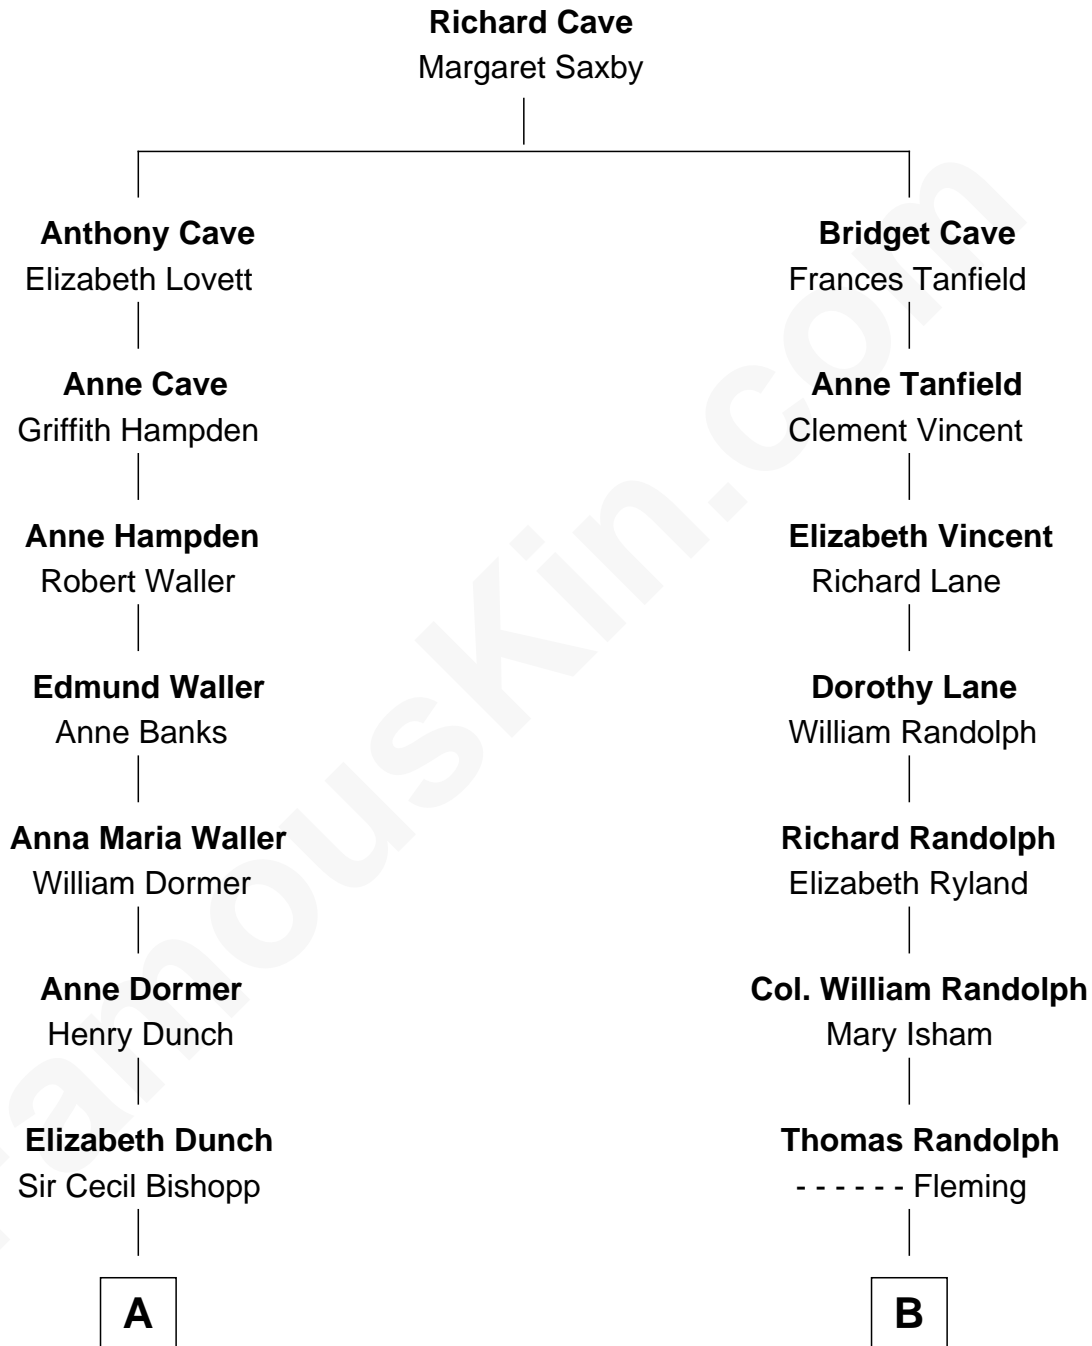 Richard Cave
Margaret Saxby
Anthony Cave
Elizabeth Lovett
Anne Cave
Griffith Hampden
Anne Hampden
Robert Waller
Edmund Waller
Anne Banks
Anna Maria Waller
William Dormer
Anne Dormer
Henry Dunch
Elizabeth Dunch
Sir Cecil Bishopp
A
Bridget Cave
Frances Tanfield
Anne Tanfield
Clement Vincent
Elizabeth Vincent
Richard Lane
Dorothy Lane
William Randolph
Richard Randolph
Elizabeth Ryland
Col. William Randolph
Mary Isham
Thomas Randolph
- - - - - - Fleming
B
FamousKin.com